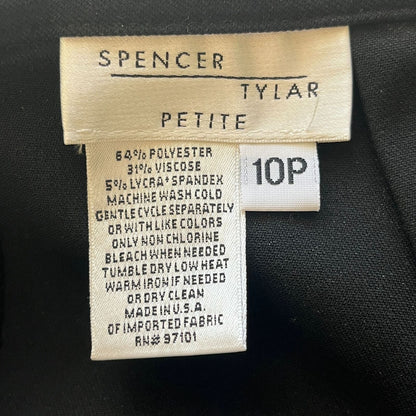 SPENCER
TYLAR
PETITE
64% POLYESTER
31% VISCOSE
5% LYCRA* SPANDEX
MACHINE WASH COLD
GENTLE CYCLE SEPARATELY
OR WITH LIKE COLORS
ONLY NON CHLORINE
BLEACH WHEN NEEDED
TUMBLE DRY LOW HEAT
WARM IRON IF NEEDED
OR DRY CLEAN
MADE IN U.S.A.
OF IMPORTED FABRIC
RN# 97101
10P